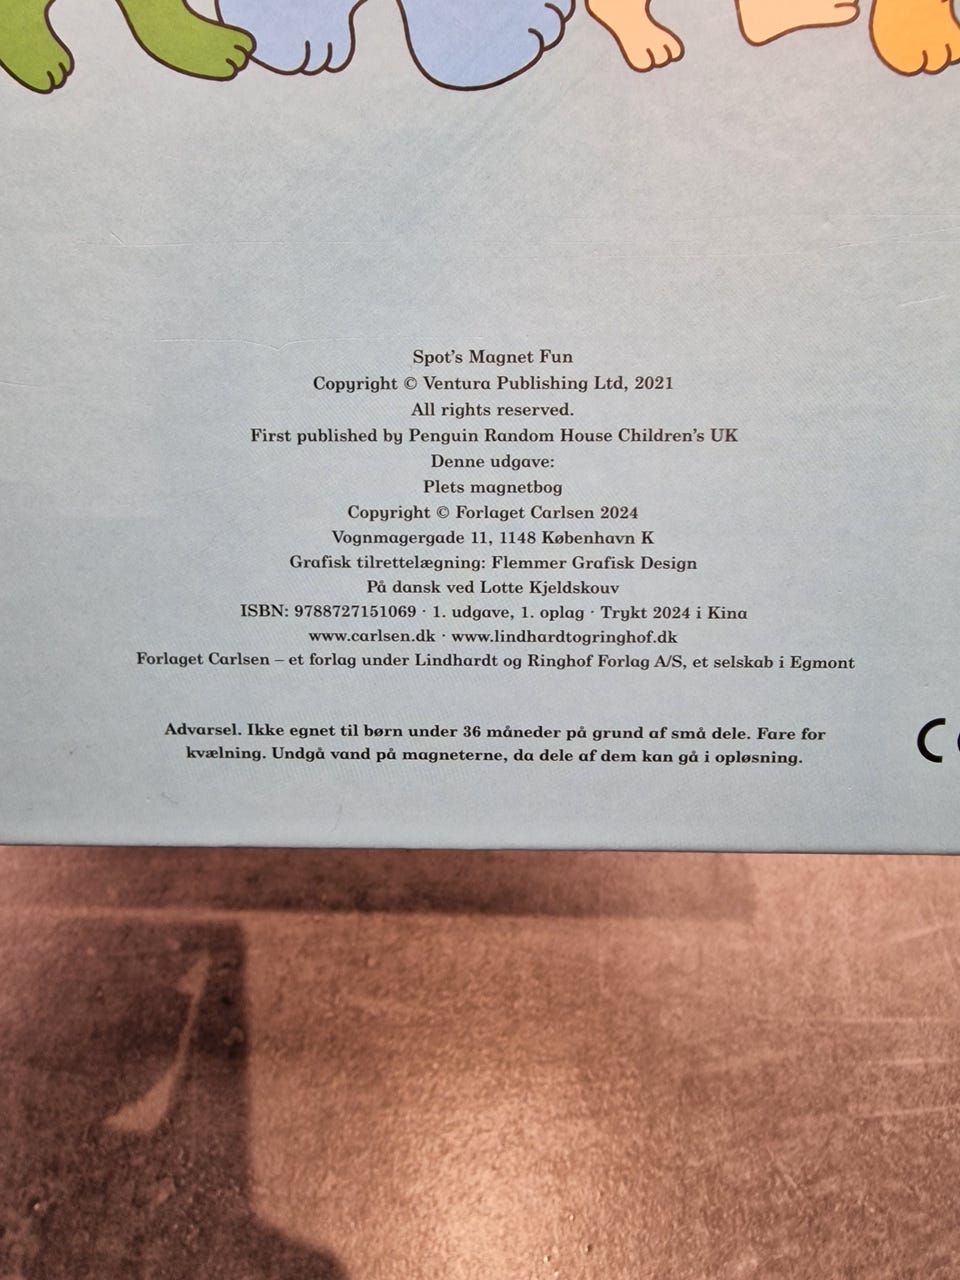 Spot's Magnet Fun
Copyright © Ventura Publishing Ltd, 2021
All rights reserved.
First published by Penguin Random House Children's UK
Denne udgave:
Plets magnetbog
Copyright © Forlaget Carlsen 2024
Vognmagergade 11, 1148 København K
Grafisk tilrettelægning: Flemmer Grafisk Design
På dansk ved Lotte Kjeldskouv
ISBN: 9788727151069 · 1. udgave, 1. oplag · Trykt 2024 i Kina
www.carlsen.dk · www.lindhardtogringhof.dk
Forlaget Carlsen – et forlag under Lindhardt og Ringhof Forlag A/S, et selskab i Egmont
Advarsel. Ikke egnet til børn under 36 måneder på grund af små dele. Fare for
kvælning. Undgå vand på magneterne, da dele af dem kan gå i opløsning.